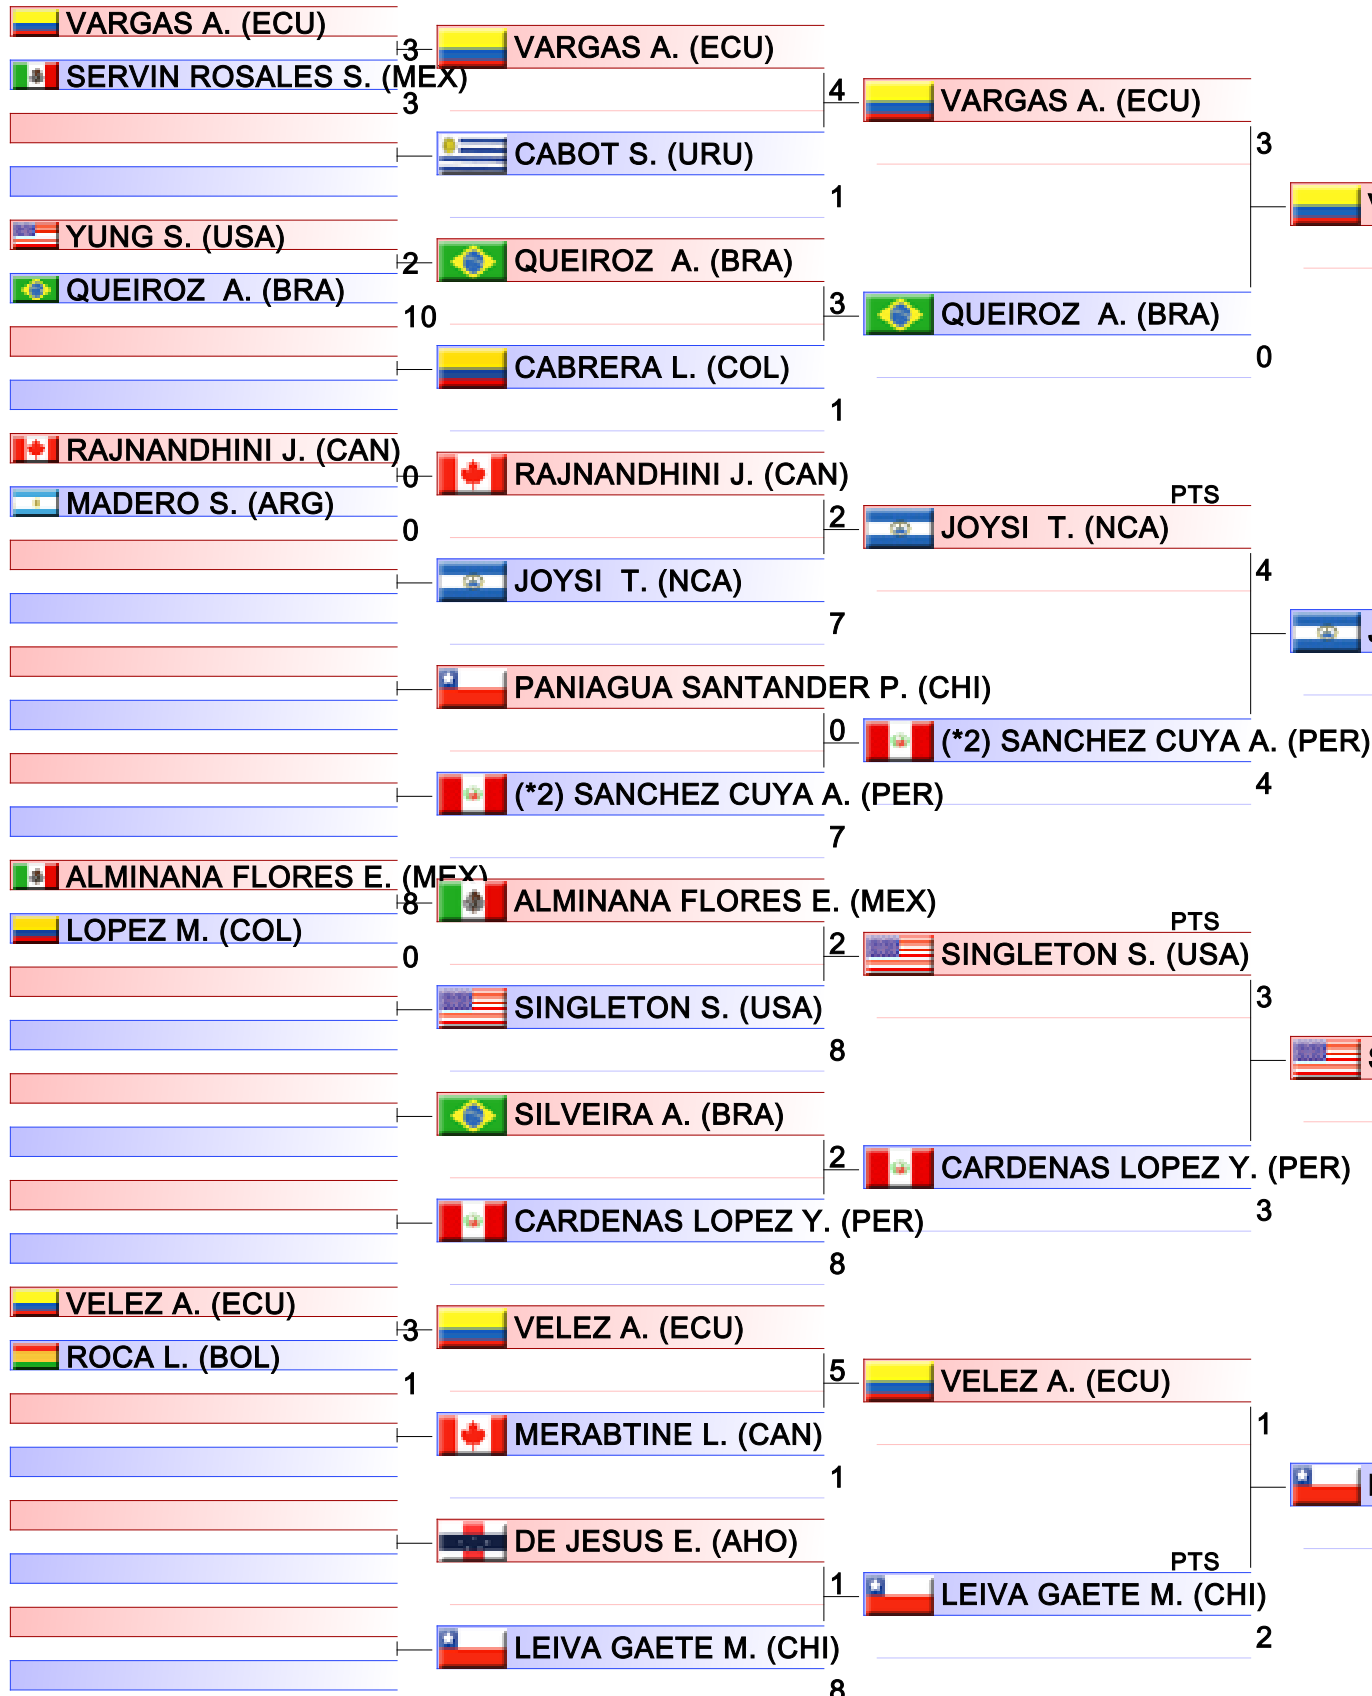 VARGAS A. (ECU)
3
SERVIN ROSALES S. (MEX)
3
YUNG S. (USA)
2
QUEIROZ  A. (BRA)
10
RAJNANDHINI J. (CAN)
0
MADERO S. (ARG)
0
ALMINANA FLORES E. (MEX)
8
LOPEZ M. (COL)
0
VELEZ A. (ECU)
3
ROCA L. (BOL)
1
VARGAS A. (ECU)
4
CABOT S. (URU)
1
QUEIROZ  A. (BRA)
3
CABRERA L. (COL)
1
RAJNANDHINI J. (CAN)
2
JOYSI  T. (NCA)
7
PANIAGUA SANTANDER P. (CHI)
0
(*2) SANCHEZ CUYA A. (PER)
7
ALMINANA FLORES E. (MEX)
2
SINGLETON S. (USA)
8
SILVEIRA A. (BRA)
2
CARDENAS LOPEZ Y. (PER)
8
VELEZ A. (ECU)
5
MERABTINE L. (CAN)
1
DE JESUS E. (AHO)
1
LEIVA GAETE M. (CHI)
8
VARGAS A. (ECU)
3
QUEIROZ  A. (BRA)
0
PTS
JOYSI  T. (NCA)
4
(*2) SANCHEZ CUYA A. (PER)
4
PTS
SINGLETON S. (USA)
3
CARDENAS LOPEZ Y. (PER)
3
VELEZ A. (ECU)
1
PTS
LEIVA GAETE M. (CHI)
2